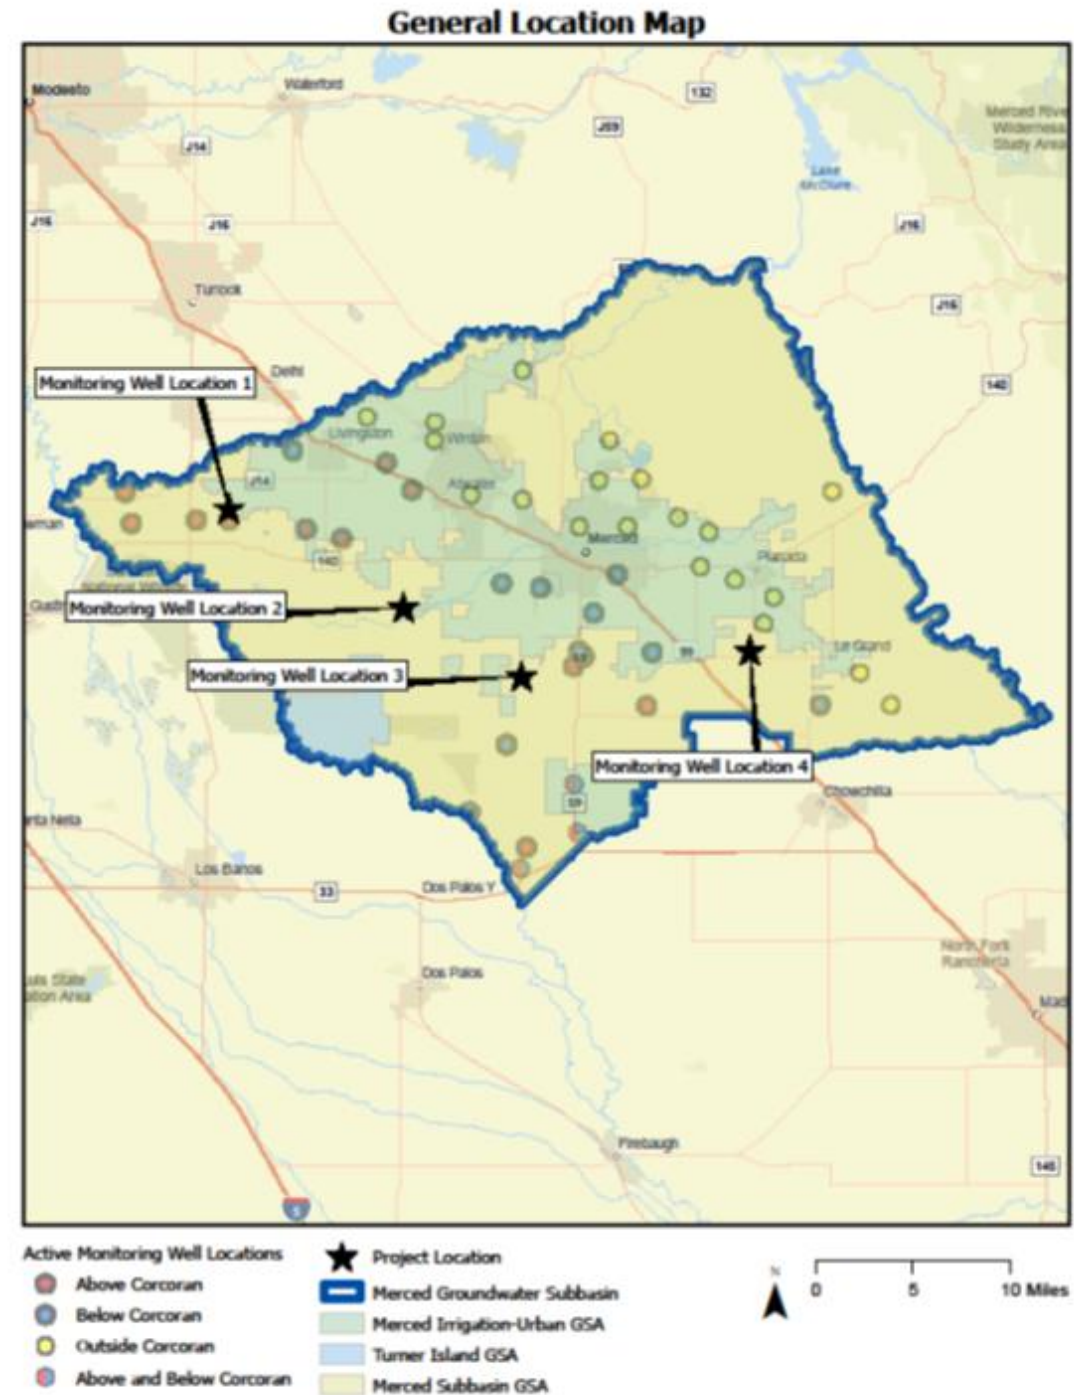 General Location Map
Modesto
Waterford
132
J59
J14
Merced River
Wilderness
Study Area
Lake
McClure
J16
J16
J16
Turlock
J16
140
Delhi
Monitoring Well Location 1
Livingston
Winton
J14
Atwater
Merced
Planada
140
Monitoring Well Location 2
Le Grand
59
99
Monitoring Well Location 3
Monitoring Well Location 4
59
Chowchilla
Los Banos
33
Dos Palos Y
Dos Palos
North Fork
Rancheria
Mad
Firebaugh
145
5
Active Monitoring Well Locations
Above Corcoran
Below Corcoran
Outside Corcoran
Above and Below Corcoran
Project Location
Merced Groundwater Subbasin
Merced Irrigation-Urban GSA
Turner Island GSA
Merced Subbasin GSA
N
0 5 10 Miles